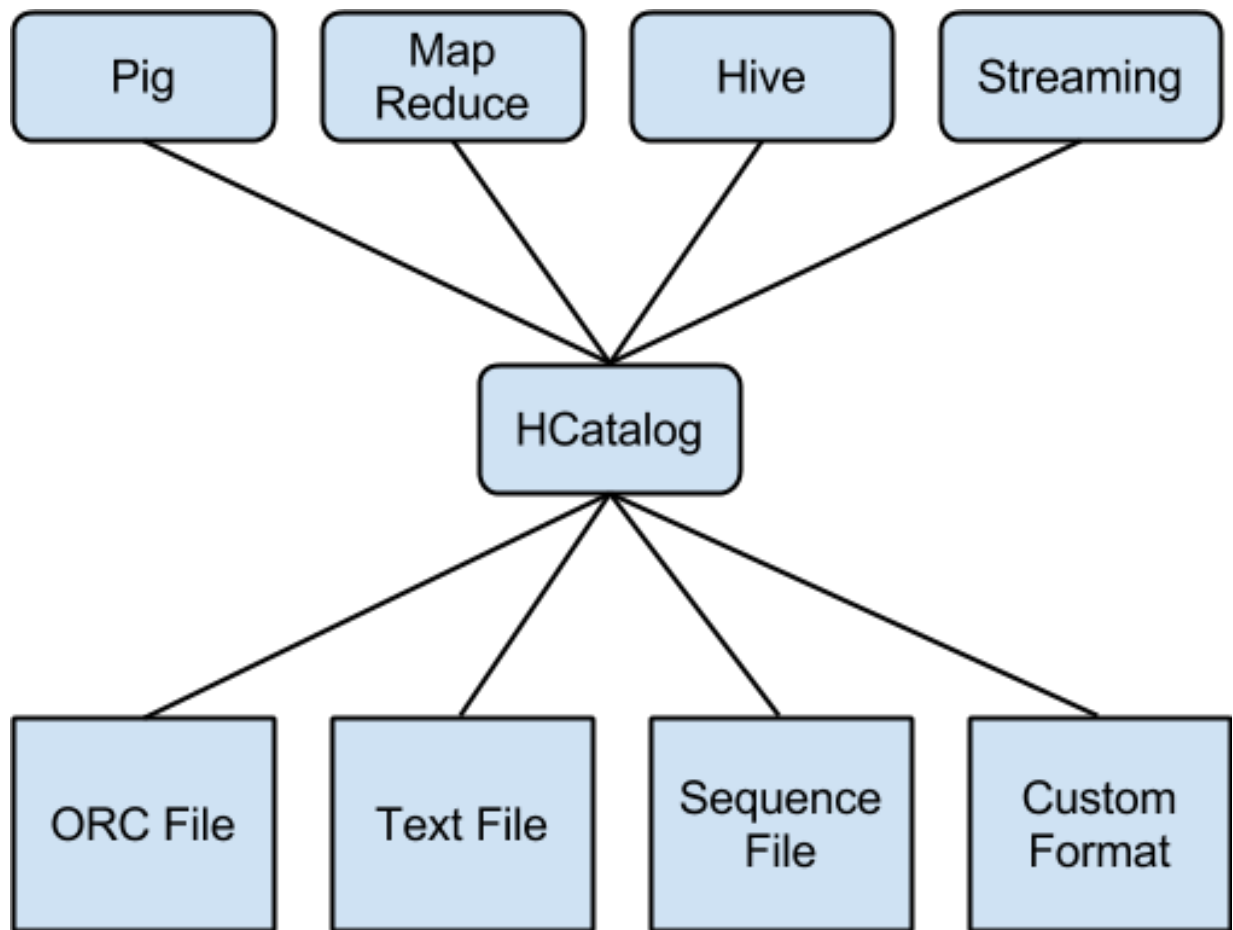 Pig
Map
Reduce
Hive
Streaming
HCatalog
ORC File
Text File
Sequence
File
Custom
Format